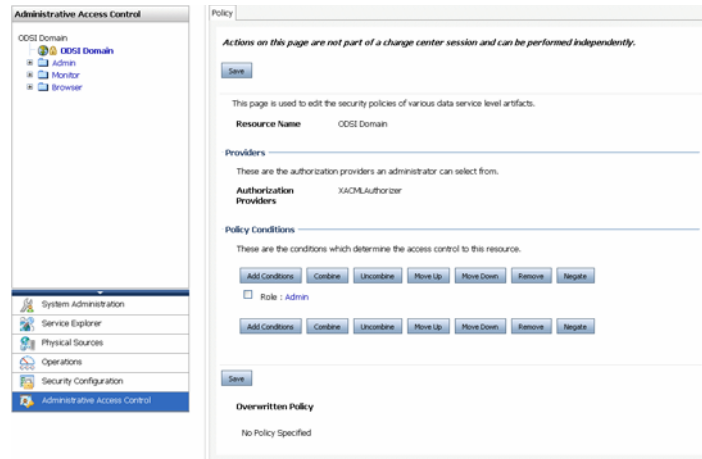 Administrative Access Control
ODSI Domain
ODSI Domain
Admin
Monitor
Browser
System Administration
Service Explorer
Physical Sources
Operations
Security Configuration
Administrative Access Control
Policy
Actions on this page are not part of a change center session and can be performed independently.
Save
This page is used to edit the security policies of various data service level artifacts.
Resource Name ODSI Domain
Providers
These are the authorization providers an administrator can select from.
Authorization Providers XACMLAuthorizer
Policy Conditions
These are the conditions which determine the access control to this resource.
Add Conditions Combine Uncombine Move Up Move Down Remove Negate
Role : Admin
Add Conditions Combine Uncombine Move Up Move Down Remove Negate
Save
Overwritten Policy
No Policy Specified